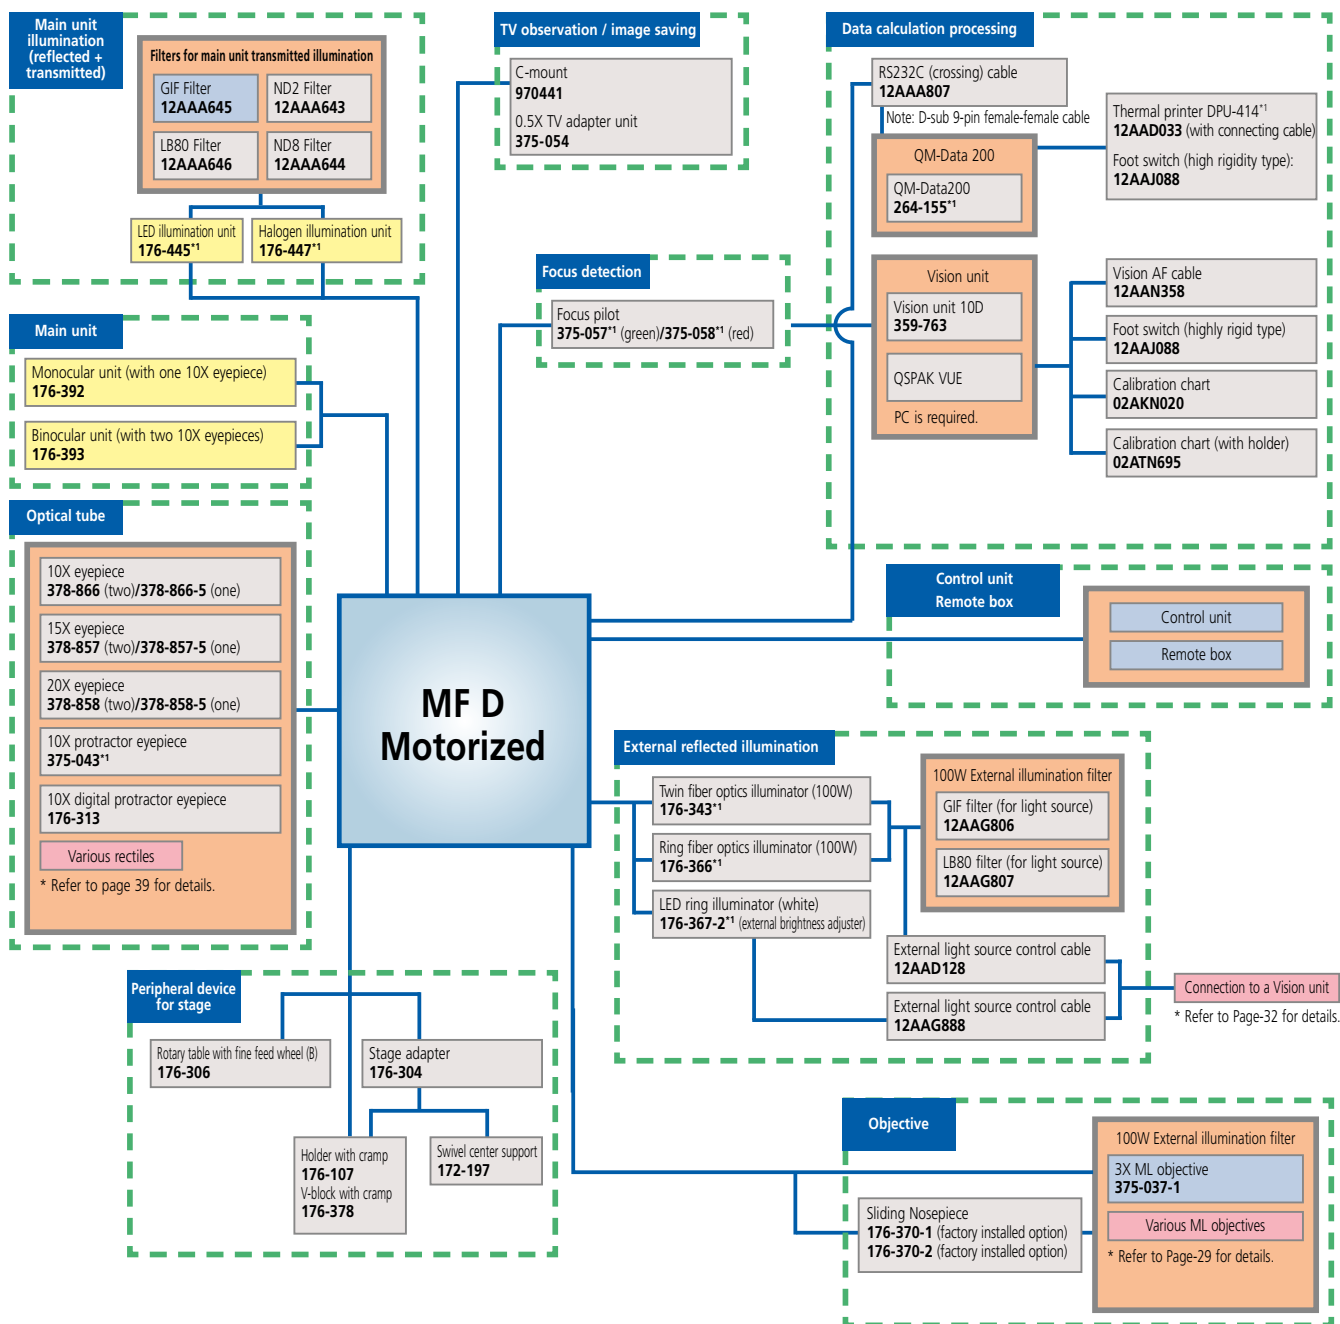 Main unit
illumination
(reflected +
transmitted)
Filters for main unit transmitted illumination
GIF Filter
12AAA645
ND2 Filter
12AAA643
LB80 Filter
12AAA646
ND8 Filter
12AAA644
LED illumination unit
176-445*1
Halogen illumination unit
176-447*1
TV observation / image saving
C-mount
970441
0.5X TV adapter unit
375-054
Data calculation processing
RS232C (crossing) cable
12AAA807
Note: D-sub 9-pin female-female cable
QM-Data 200
QM-Data200
264-155*1
Thermal printer DPU-414*1
12AAD033 (with connecting cable)
Foot switch (high rigidity type):
12AAJ088
Vision unit
Vision unit 10D
359-763
QSPAK VUE
PC is required.
Vision AF cable
12AAN358
Foot switch (highly rigid type)
12AAJ088
Calibration chart
02AKN020
Calibration chart (with holder)
02ATN695
Focus detection
Focus pilot
375-057*1 (green)/375-058*1 (red)
Main unit
Monocular unit (with one 10X eyepiece)
176-392
Binocular unit (with two 10X eyepieces)
176-393
Optical tube
10X eyepiece
378-866 (two)/378-866-5 (one)
15X eyepiece
378-857 (two)/378-857-5 (one)
20X eyepiece
378-858 (two)/378-858-5 (one)
10X protractor eyepiece
375-043*1
10X digital protractor eyepiece
176-313
Various rectiles
* Refer to page 39 for details.
MF D
Motorized
Control unit
Remote box
Control unit
Remote box
External reflected illumination
Twin fiber optics illuminator (100W)
176-343*1
Ring fiber optics illuminator (100W)
176-366*1
LED ring illuminator (white)
176-367-2*1 (external brightness adjuster)
100W External illumination filter
GIF filter (for light source)
12AAG806
LB80 filter (for light source)
12AAG807
External light source control cable
12AAD128
External light source control cable
12AAG888
Connection to a Vision unit
* Refer to Page-32 for details.
Peripheral device
for stage
Rotary table with fine feed wheel (B)
176-306
Stage adapter
176-304
Holder with cramp
176-107
V-block with cramp
176-378
Swivel center support
172-197
Objective
Sliding Nosepiece
176-370-1 (factory installed option)
176-370-2 (factory installed option)
100W External illumination filter
3X ML objective
375-037-1
Various ML objectives
* Refer to Page-29 for details.